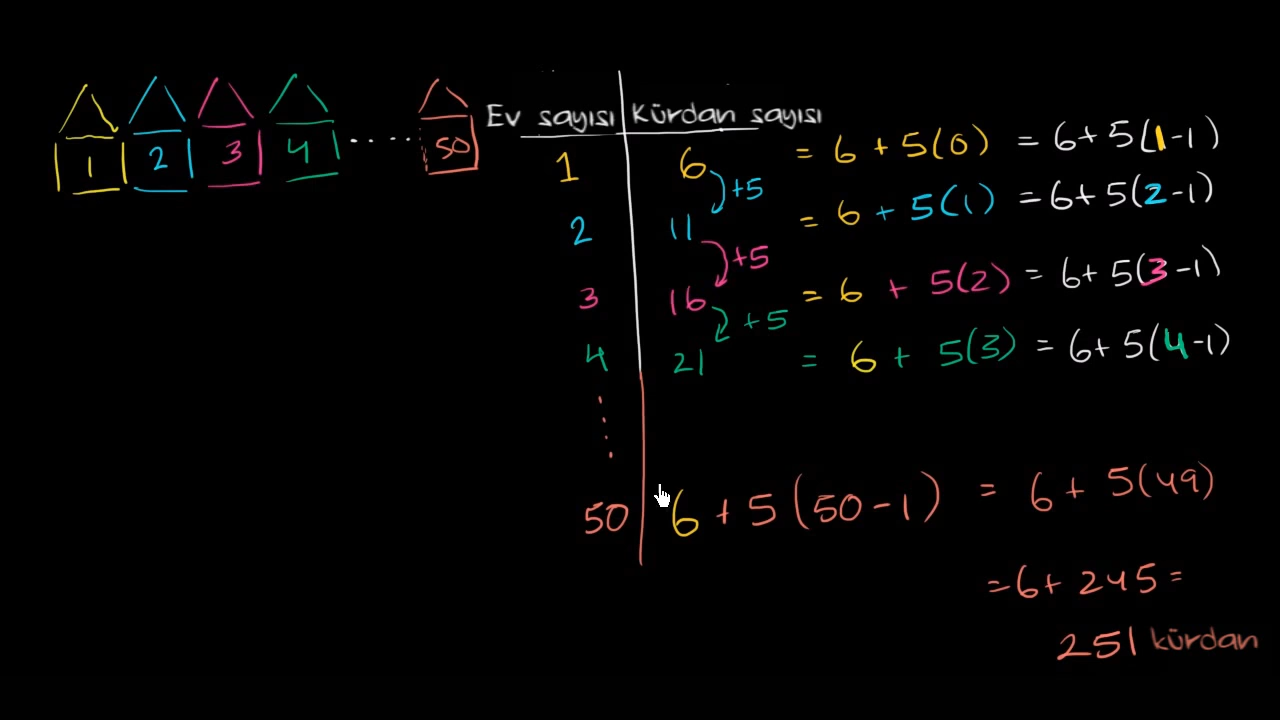 1 2 3 4 ..... 50
Ev sayısı Kürdan sayısı
1 6 = 6 + 5(0) = 6+ 5(1-1)
+5
2 11 = 6 + 5(1) = 6+ 5(2-1)
+5
3 16 = 6 + 5(2) = 6+ 5(3-1)
+5
4 21 = 6 + 5(3) = 6+ 5(4-1)
50 6 + 5 (50-1) = 6 + 5(49)
=6+ 245 =
251 kürdan